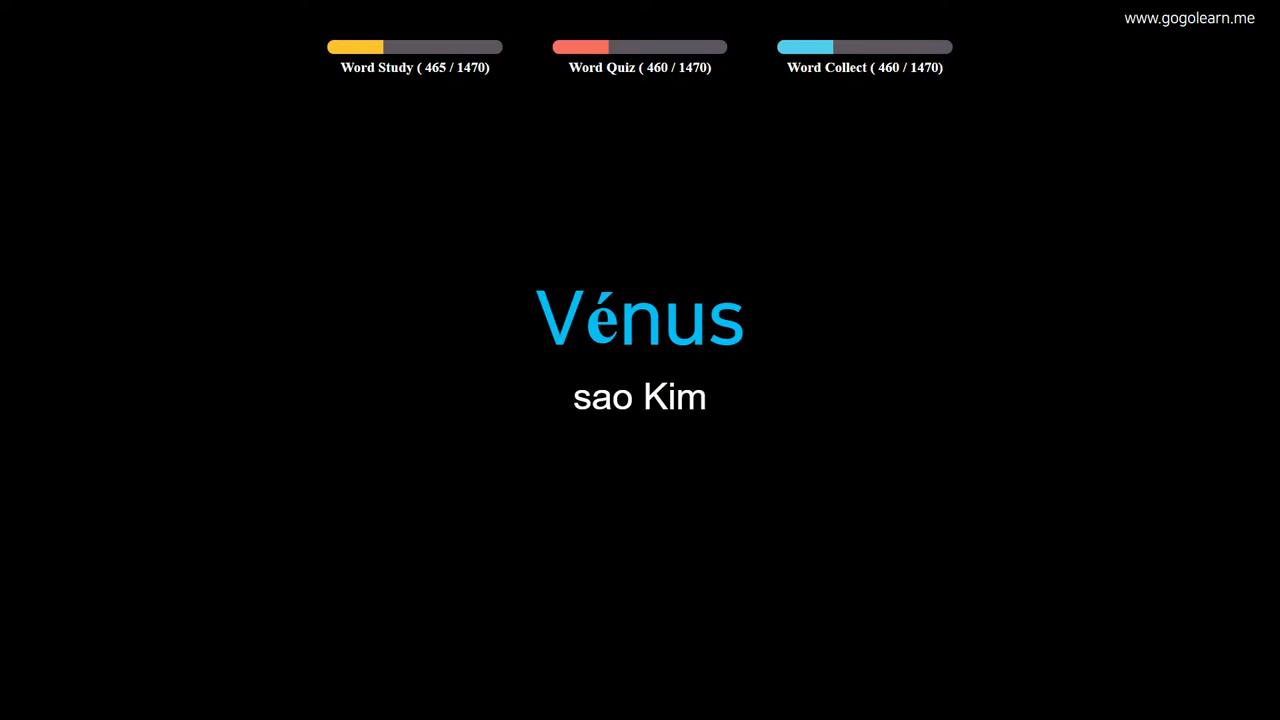 www.gogolearn.me
Word Study ( 465 / 1470)
Word Quiz ( 460 / 1470)
Word Collect ( 460 / 1470)
Vénus
sao Kim